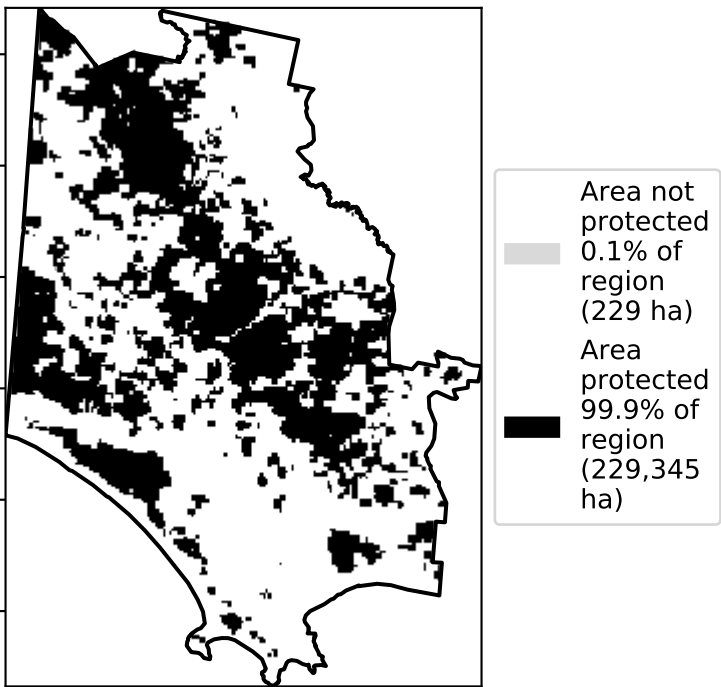 Area not
protected
0.1% of
region
(229 ha)
Area
protected
99.9% of
region
(229,345
ha)